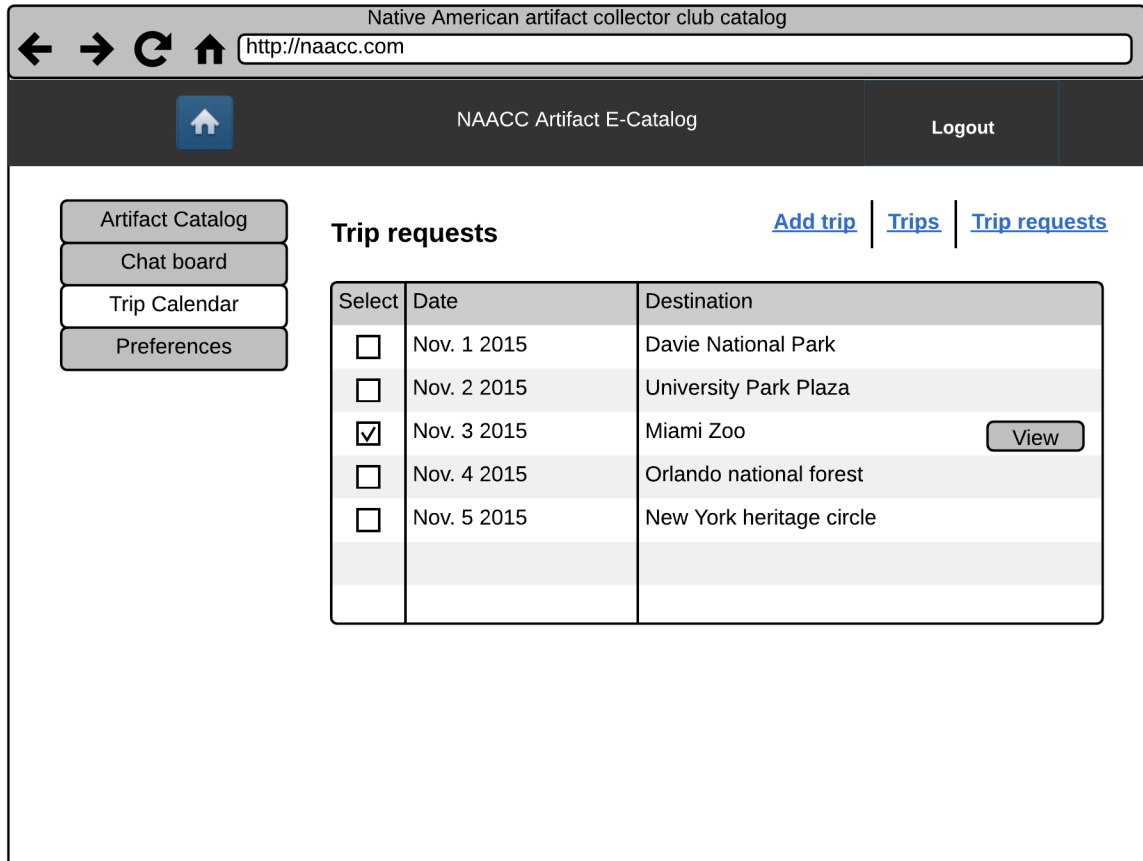 Native American artifact collector club catalog
http://naacc.com
NAACC Artifact E-Catalog
Logout
Artifact Catalog
Chat board
Trip Calendar
Preferences
Trip requests
Add trip
Trips
Trip requests
Select Date Destination
Nov. 1 2015 Davie National Park
Nov. 2 2015 University Park Plaza
Nov. 3 2015 Miami Zoo View
Nov. 4 2015 Orlando national forest
Nov. 5 2015 New York heritage circle